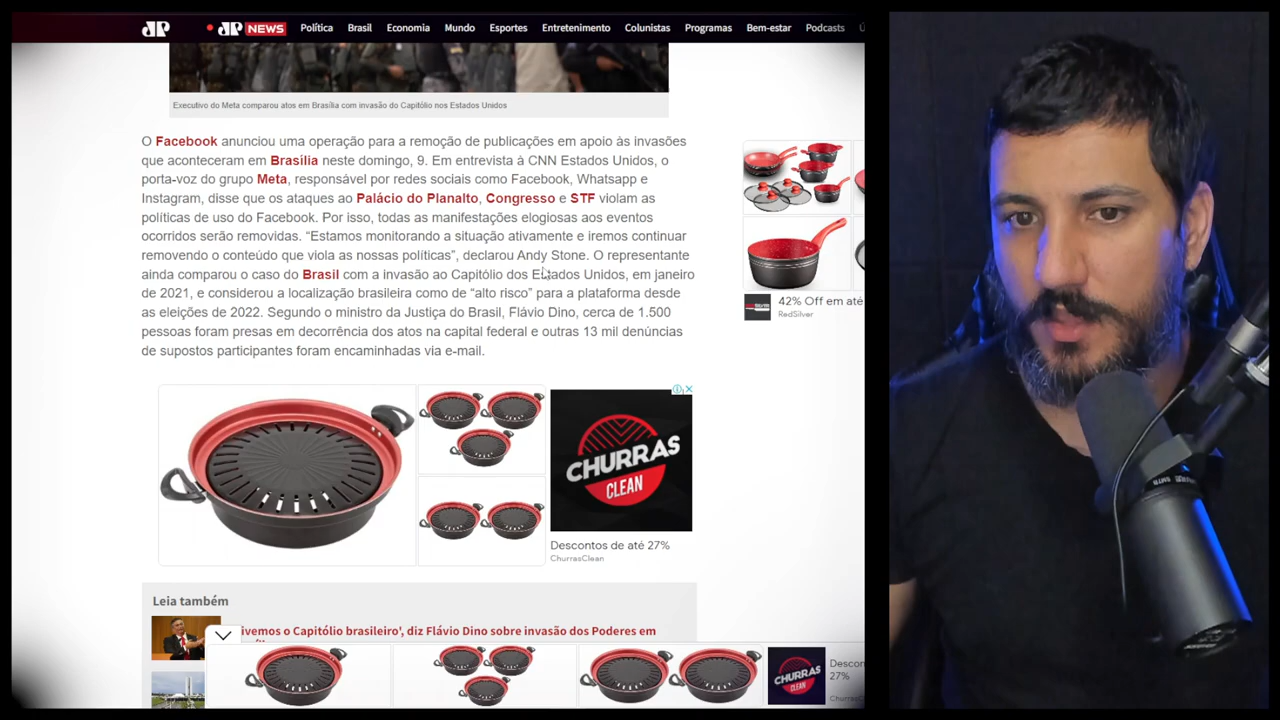 JP
JP NEWS Política Brasil Economia Mundo Esportes Entretenimento Colunistas Programas Bem-estar Podcasts
Executivo do Meta comparou atos em Brasília com invasão do Capitólio nos Estados Unidos
O Facebook anunciou uma operação para a remoção de publicações em apoio às invasões
que aconteceram em Brasília neste domingo, 9. Em entrevista à CNN Estados Unidos, o
porta-voz do grupo Meta, responsável por redes sociais como Facebook, Whatsapp e
Instagram, disse que os ataques ao Palácio do Planalto, Congresso e STF violam as
políticas de uso do Facebook. Por isso, todas as manifestações elogiosas aos eventos
ocorridos serão removidas. “Estamos monitorando a situação ativamente e iremos continuar
removendo o conteúdo que viola as nossas políticas”, declarou Andy Stone. O representante
ainda comparou o caso do Brasil com a invasão ao Capitólio dos Estados Unidos, em janeiro
de 2021, e considerou a localização brasileira como de “alto risco” para a plataforma desde
as eleições de 2022. Segundo o ministro da Justiça do Brasil, Flávio Dino, cerca de 1.500
pessoas foram presas em decorrência dos atos na capital federal e outras 13 mil denúncias
de supostos participantes foram encaminhadas via e-mail.
42% Off em até
RedSilver
CHURRAS
CLEAN
Descontos de até 27%
ChurrasClean
Leia também
ivemos o Capitólio brasileiro', diz Flávio Dino sobre invasão dos Poderes em
CHURRAS
CLEAN
Descon
27%